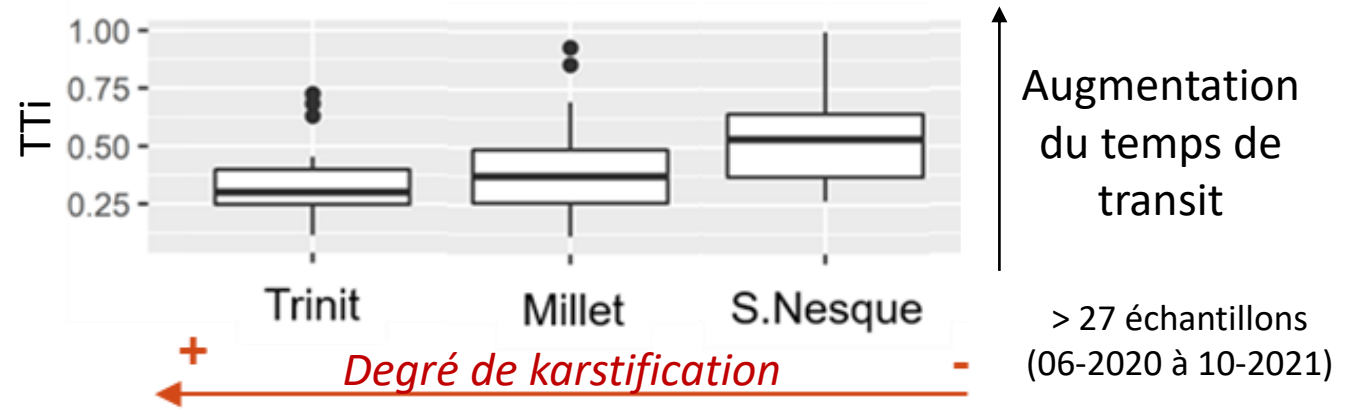 1.00
0.75
0.50
0.25
TTi
Trinit
Millet
S.Nesque
+
Degré de karstification
-
Augmentation
du temps de
transit
> 27 échantillons
(06-2020 à 10-2021)